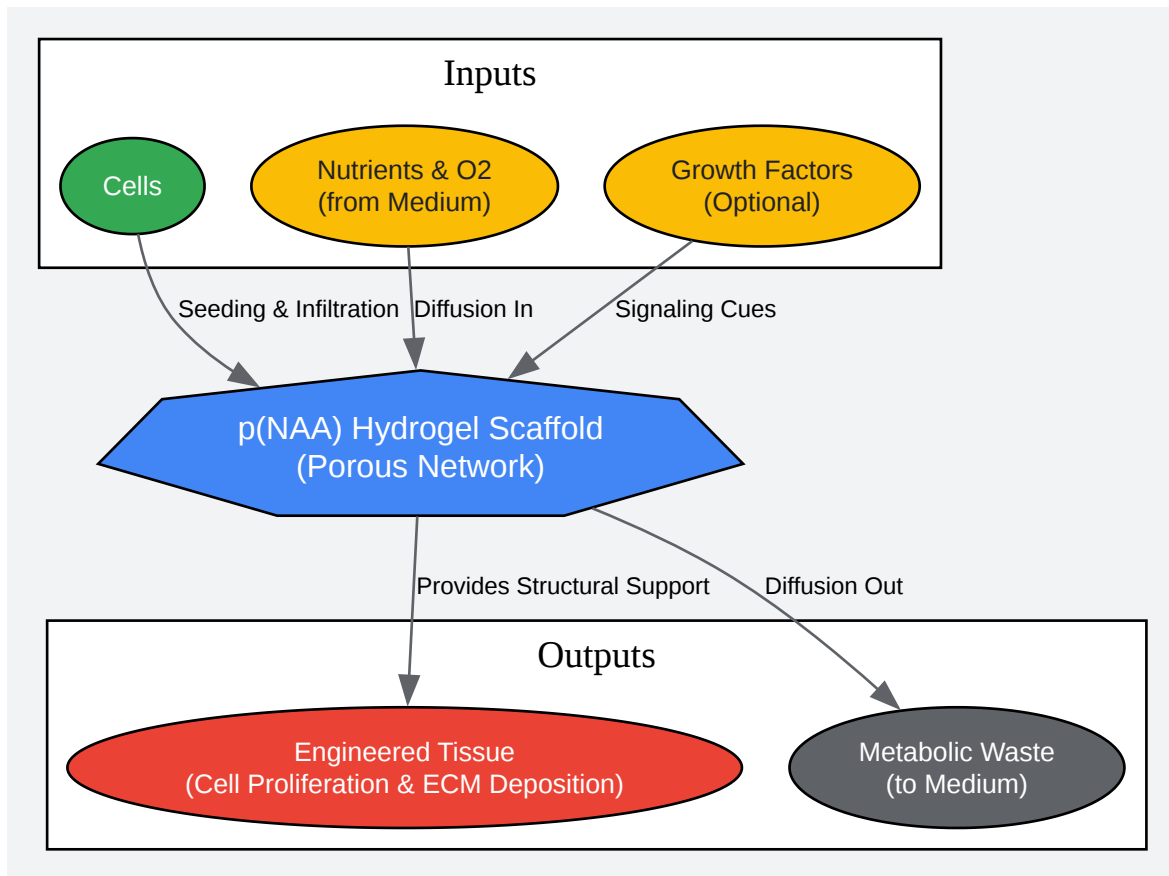 Inputs
Cells
Nutrients & O2
(from Medium)
Growth Factors
(Optional)
Seeding & Infiltration
Diffusion In
Signaling Cues
p(NAA) Hydrogel Scaffold
(Porous Network)
Provides Structural Support
Diffusion Out
Outputs
Engineered Tissue
(Cell Proliferation & ECM Deposition)
Metabolic Waste
(to Medium)